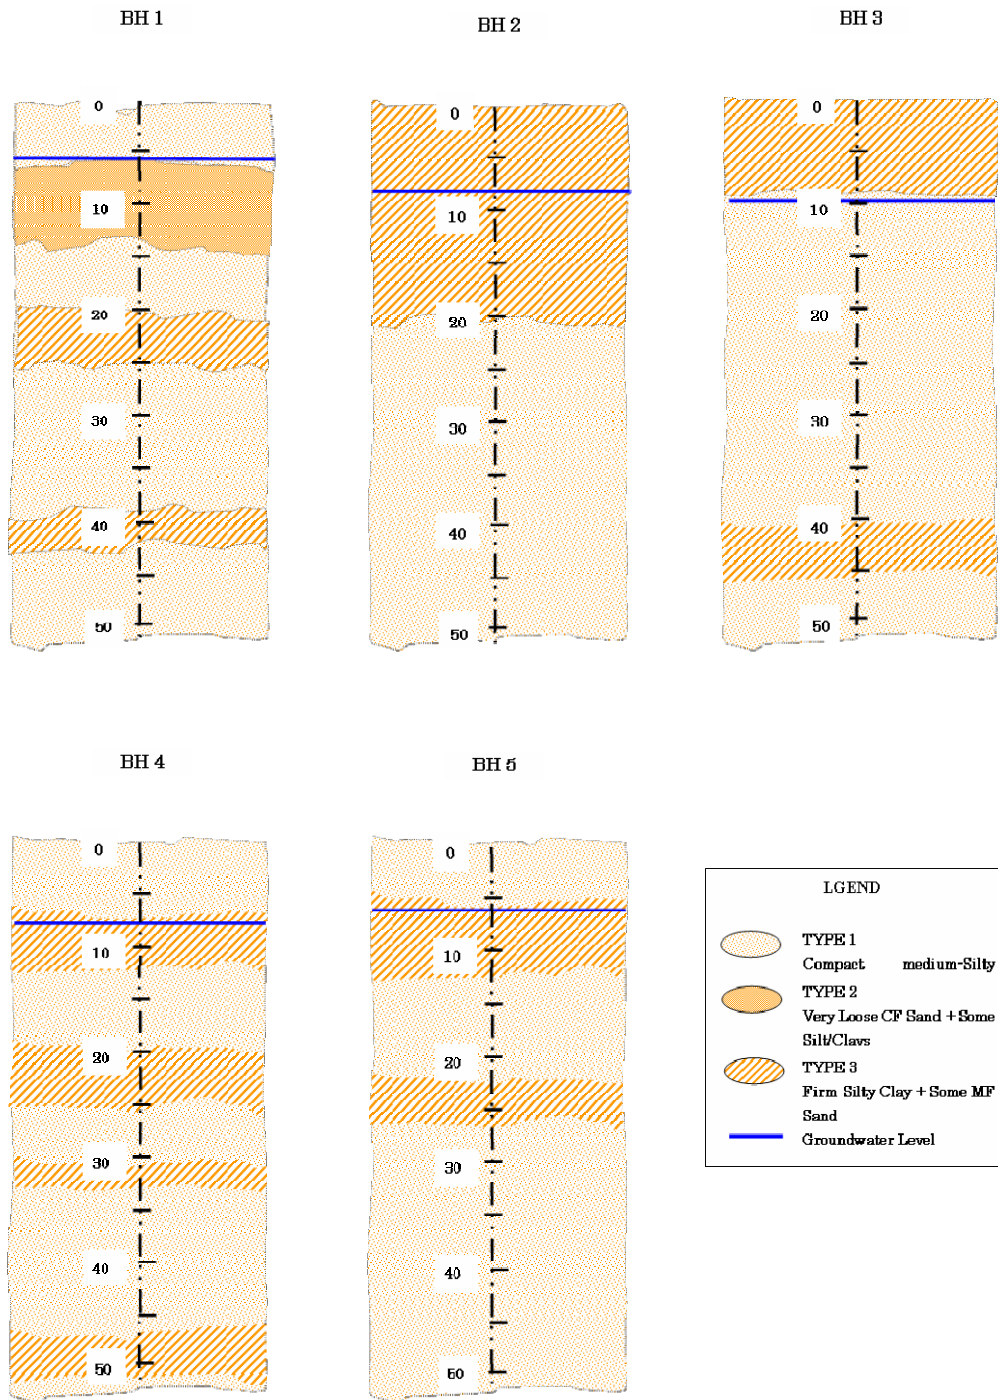 BH 1
BH 2
BH 3
0
10
20
30
40
50
0
10
20
30
40
50
0
10
20
30
40
50
BH 4
BH 5
0
10
20
30
40
50
0
10
20
30
40
50
LGEND
TYPE 1
Compact medium-Silty
TYPE 2
Very Loose CF Sand + Some
Silt/Clavs
TYPE 3
Firm Silty Clay + Some MF
Sand
Groundwater Level